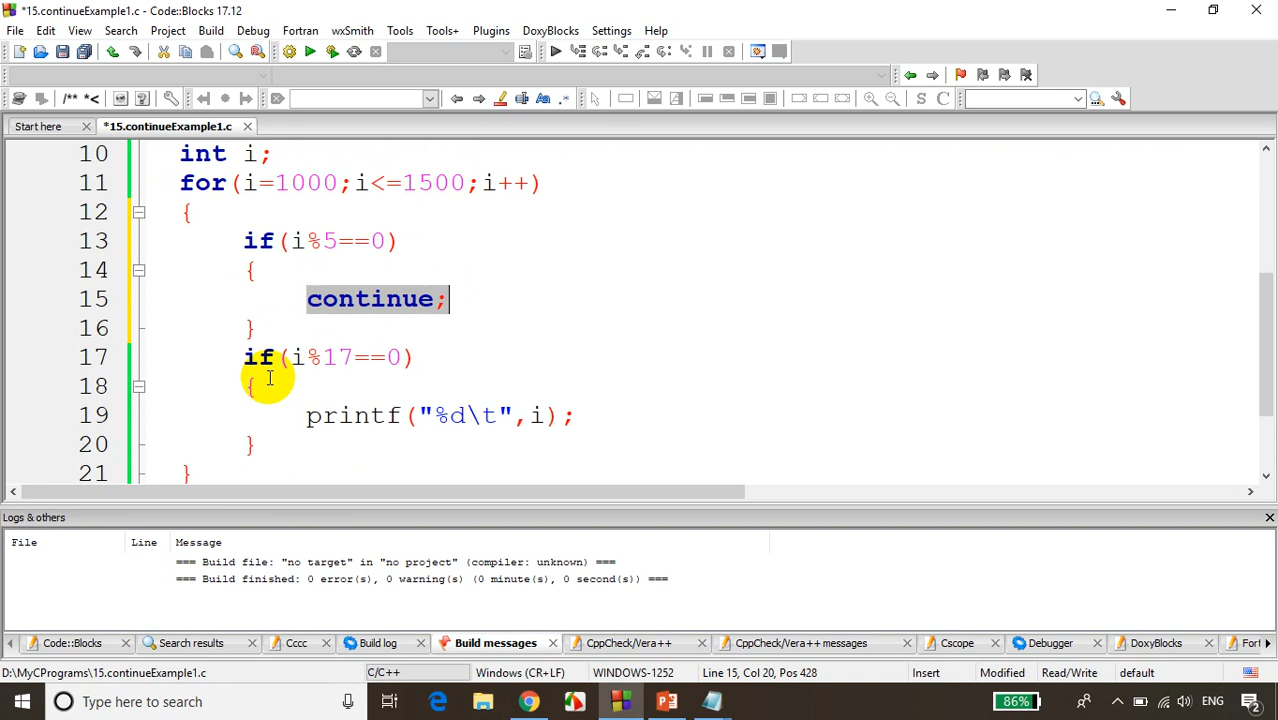 *15.continueExample1.c - Code::Blocks 17.12
File Edit View Search Project Build Debug Fortran wxSmith Tools Tools+ Plugins DoxyBlocks Settings Help
/** *<
S C
Start here *15.continueExample1.c
10 int i;
11 for(i=1000;i<=1500;i++)
12 {
13 if(i%5==0)
14 {
15 continue;
16 }
17 if(i%17==0)
18 {
19 printf("%d\t",i);
20 }
21 }
Logs & others
File Line Message
=== Build file: "no target" in "no project" (compiler: unknown) ===
=== Build finished: 0 error(s), 0 warning(s) (0 minute(s), 0 second(s)) ===
Code::Blocks Search results Cccc Build log Build messages CppCheck/Vera++ CppCheck/Vera++ messages Cscope Debugger DoxyBlocks Fort
D:\MyCPrograms\15.continueExample1.c C/C++ Windows (CR+LF) WINDOWS-1252 Line 15, Col 20, Pos 428 Insert Modified Read/Write default
Type here to search 86% ENG 2